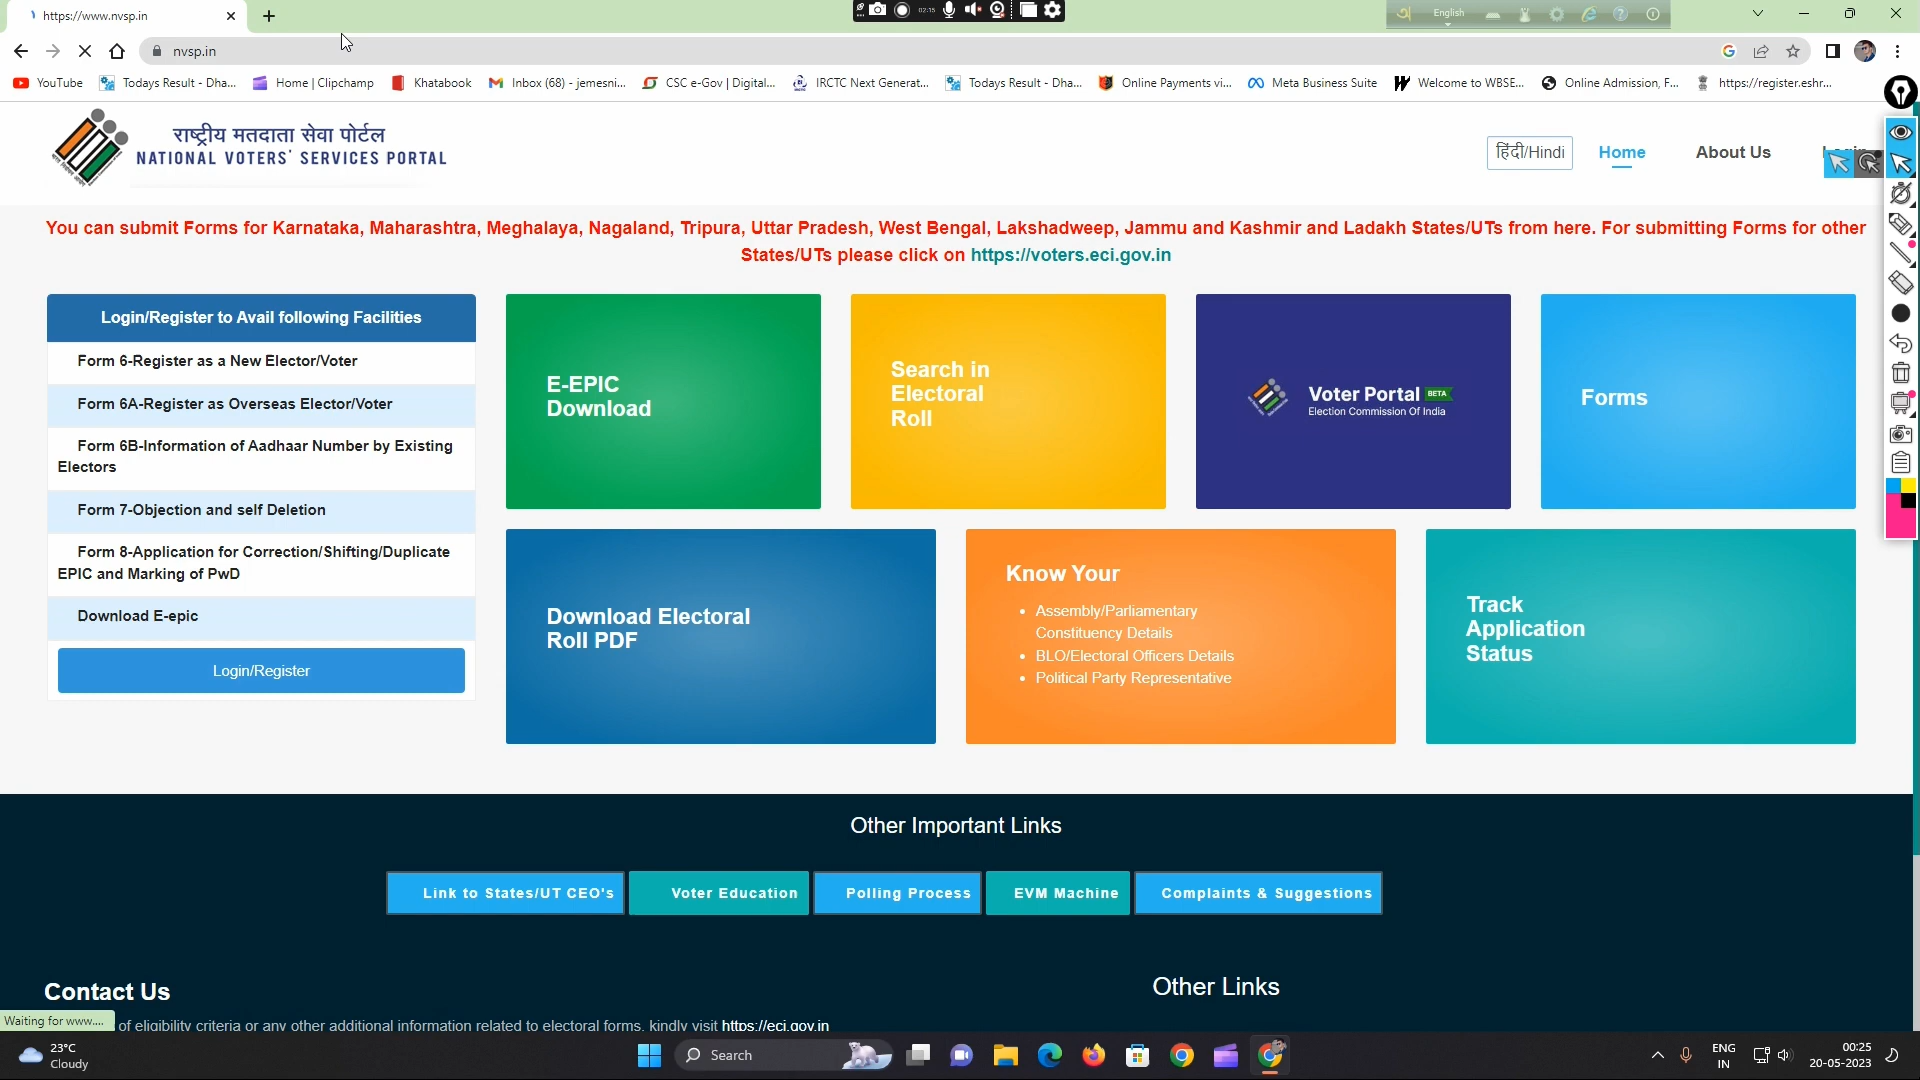 https://www.nvsp.in
02:15
English
nvsp.in
YouTube
Todays Result - Dha...
Home | Clipchamp
Khatabook
Inbox (68) - jemesni...
CSC e-Gov | Digital...
IRCTC Next Generat...
Todays Result - Dha...
Online Payments vi...
Meta Business Suite
Welcome to WBSE...
Online Admission, F...
https://register.eshr...
राष्ट्रीय मतदाता सेवा पोर्टल
NATIONAL VOTERS' SERVICES PORTAL
हिंदी/Hindi
Home
About Us
You can submit Forms for Karnataka, Maharashtra, Meghalaya, Nagaland, Tripura, Uttar Pradesh, West Bengal, Lakshadweep, Jammu and Kashmir and Ladakh States/UTs from here. For submitting Forms for other
States/UTs please click on https://voters.eci.gov.in
Login/Register to Avail following Facilities
Form 6-Register as a New Elector/Voter
Form 6A-Register as Overseas Elector/Voter
Form 6B-Information of Aadhaar Number by Existing
Electors
Form 7-Objection and self Deletion
Form 8-Application for Correction/Shifting/Duplicate
EPIC and Marking of PwD
Download E-epic
Login/Register
E-EPIC
Download
Search in
Electoral
Roll
Voter Portal BETA
Election Commission Of India
Forms
Download Electoral
Roll PDF
Know Your
• Assembly/Parliamentary
Constituency Details
• BLO/Electoral Officers Details
• Political Party Representative
Track
Application
Status
Other Important Links
Link to States/UT CEO's
Voter Education
Polling Process
EVM Machine
Complaints & Suggestions
Contact Us
Other Links
Waiting for www....
of eligibility criteria or any other additional information related to electoral forms, kindly visit https://eci.gov.in
23°C
Cloudy
Search
ENG
IN
00:25
20-05-2023